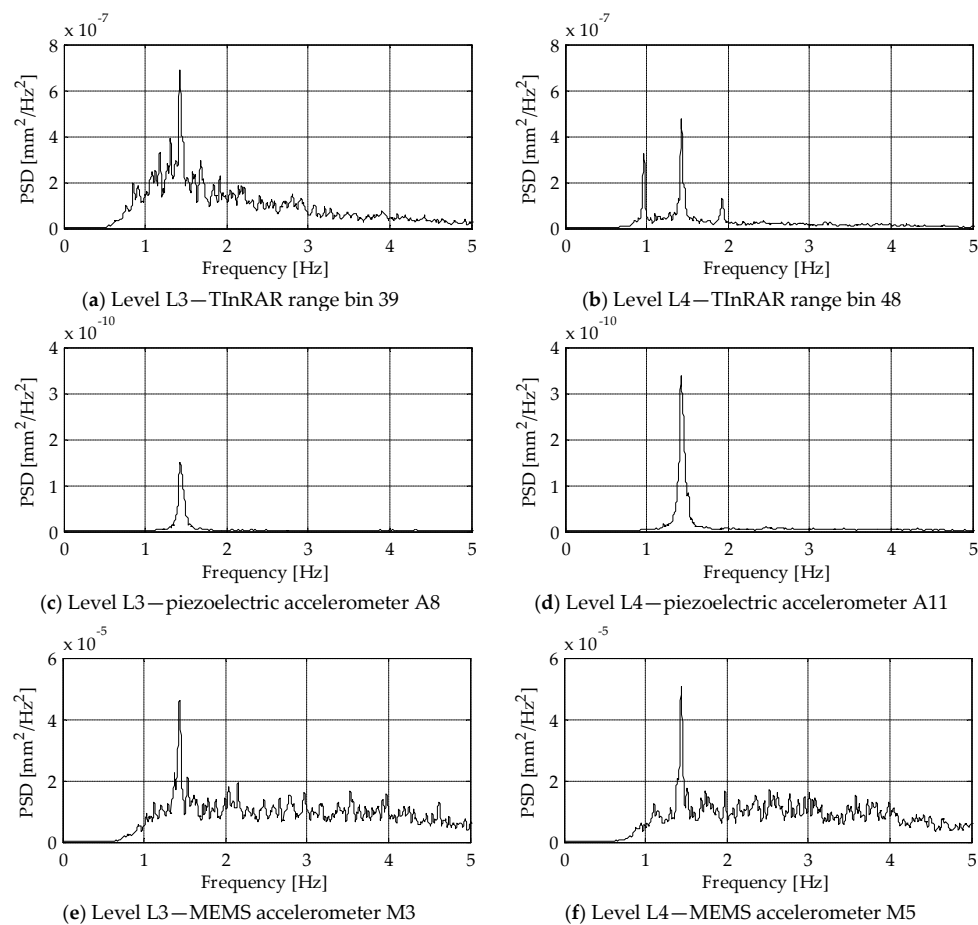 x 10-7
8
6
4
2
0
PSD [mm2/Hz2]
0 1 2 3 4 5
Frequency [Hz]
(a) Level L3—TInRAR range bin 39
x 10-7
8
6
4
2
0
PSD [mm2/Hz2]
0 1 2 3 4 5
Frequency [Hz]
(b) Level L4—TInRAR range bin 48
x 10-10
4
3
2
1
0
PSD [mm2/Hz2]
0 1 2 3 4 5
Frequency [Hz]
(c) Level L3—piezoelectric accelerometer A8
x 10-10
4
3
2
1
0
PSD [mm2/Hz2]
0 1 2 3 4 5
Frequency [Hz]
(d) Level L4—piezoelectric accelerometer A11
x 10-5
6
4
2
0
PSD [mm2/Hz2]
0 1 2 3 4 5
Frequency [Hz]
(e) Level L3—MEMS accelerometer M3
x 10-5
6
4
2
0
PSD [mm2/Hz2]
0 1 2 3 4 5
Frequency [Hz]
(f) Level L4—MEMS accelerometer M5